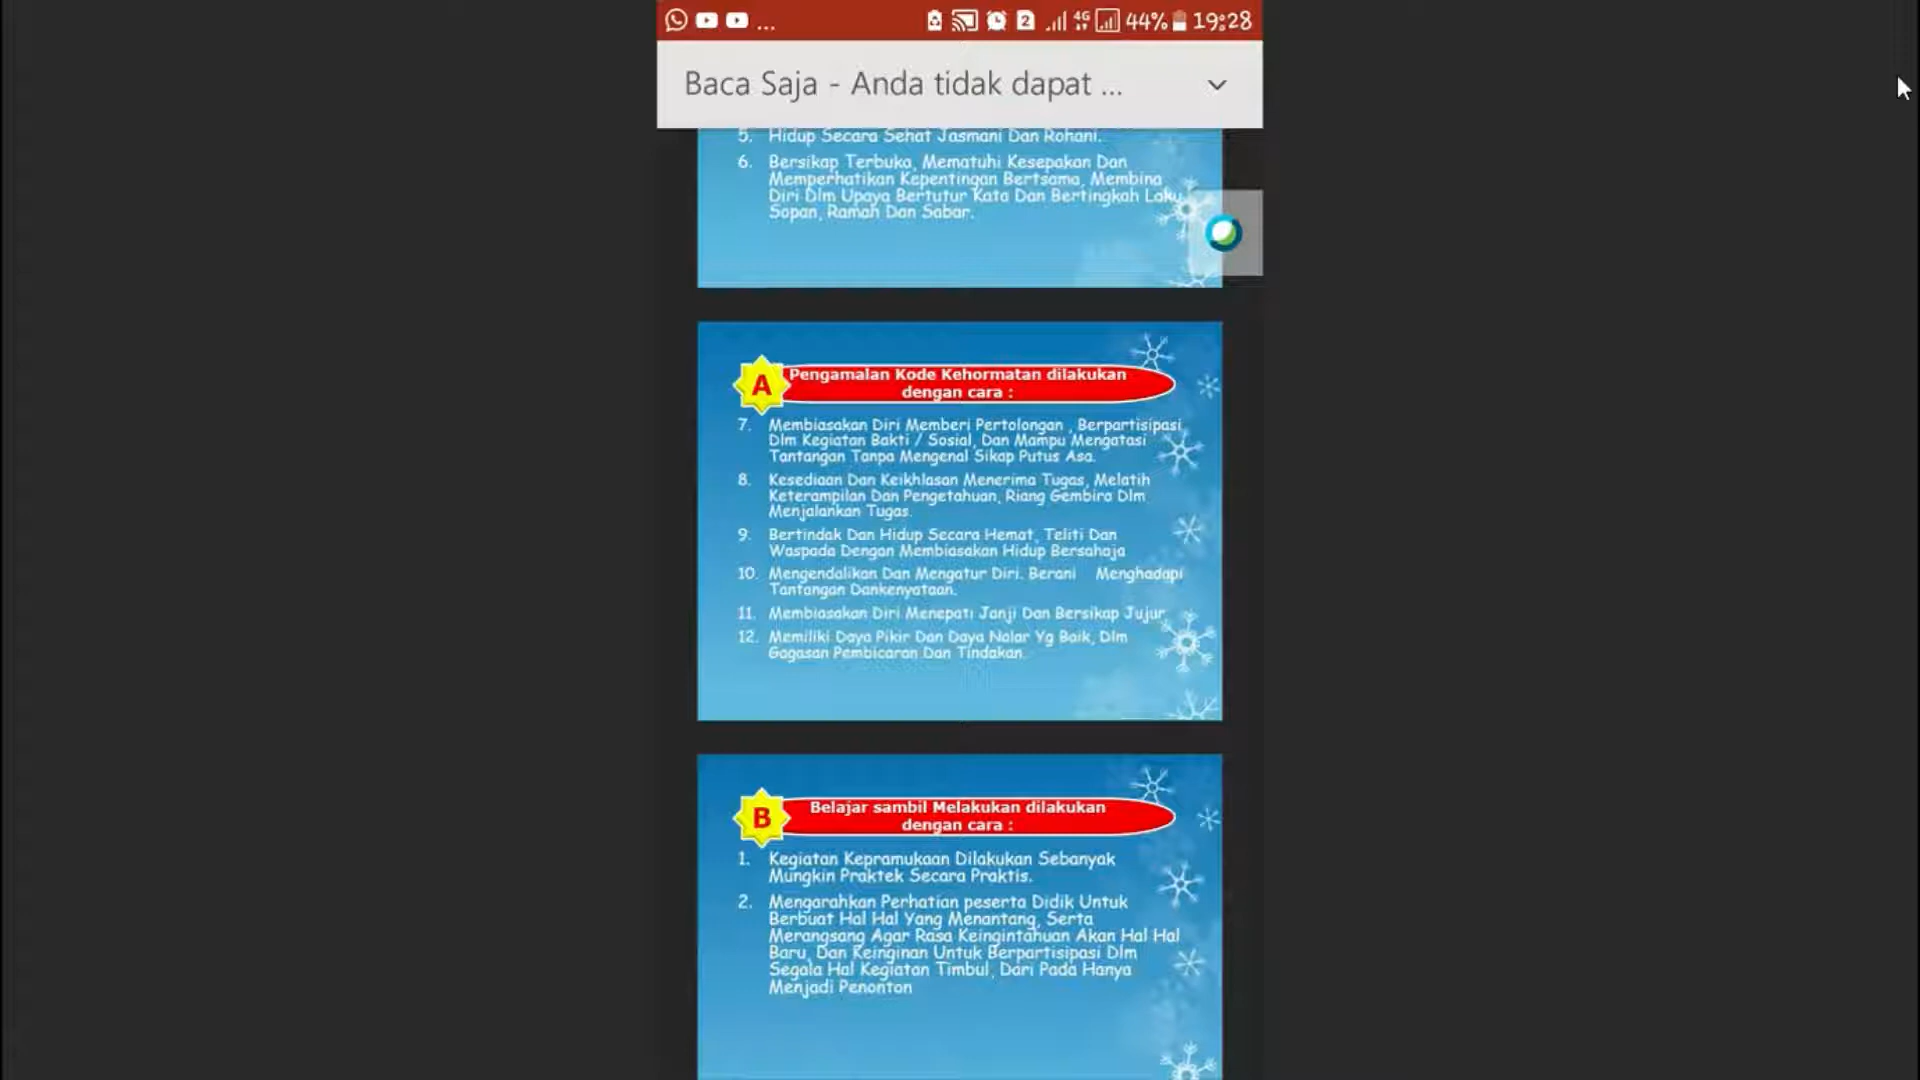 ... 2 4G 44% 19:28
Baca Saja - Anda tidak dapat ...
5. Hidup Secara Sehat Jasmani Dan Rohani.
6. Bersikap Terbuka, Mematuhi Kesepakan Dan
Memperhatikan Kepentingan Bertsama, Membina
Diri Dlm Upaya Bertutur Kata Dan Bertingkah Laku
Sopan, Ramah Dan Sabar.
A Pengamalan Kode Kehormatan dilakukan
dengan cara :
7. Membiasakan Diri Memberi Pertolongan , Berpartisipasi
Dlm Kegiatan Bakti / Sosial, Dan Mampu Mengatasi
Tantangan Tanpa Mengenal Sikap Putus Asa.
8. Kesediaan Dan Keikhlasan Menerima Tugas, Melatih
Keterampilan Dan Pengetahuan, Riang Gembira Dlm
Menjalankan Tugas.
9. Bertindak Dan Hidup Secara Hemat, Teliti Dan
Waspada Dengan Membiasakan Hidup Bersahaja
10. Mengendalikan Dan Mengatur Diri. Berani Menghadapi
Tantangan Dankenyataan.
11. Membiasakan Diri Menepati Janji Dan Bersikap Jujur.
12. Memiliki Daya Pikir Dan Daya Nalar Yg Baik, Dlm
Gagasan Pembicaran Dan Tindakan.
B Belajar sambil Melakukan dilakukan
dengan cara :
1. Kegiatan Kepramukaan Dilakukan Sebanyak
Mungkin Praktek Secara Praktis.
2. Mengarahkan Perhatian peserta Didik Untuk
Berbuat Hal Hal Yang Menantang, Serta
Merangsang Agar Rasa Keingintahuan Akan Hal Hal
Baru, Dan Keinginan Untuk Berpartisipasi Dlm
Segala Hal Kegiatan Timbul, Dari Pada Hanya
Menjadi Penonton